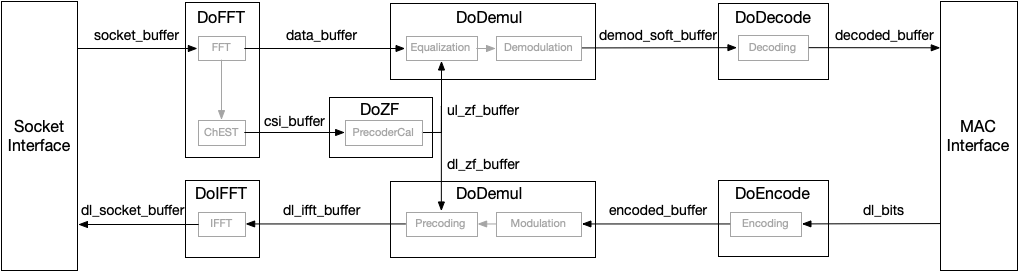 DoFFT
DoDemul
DoDecode
socket_buffer
FFT
data_buffer
Equalization
Demodulation
demod_soft_buffer
Decoding
decoded_buffer
DoZF
ul_zf_buffer
csi_buffer
ChEST
PrecoderCal
Socket
Interface
MAC
Interface
dl_zf_buffer
DoIFFT
DoDemul
DoEncode
dl_socket_buffer
IFFT
dl_ifft_buffer
Precoding
Modulation
encoded_buffer
Encoding
dl_bits